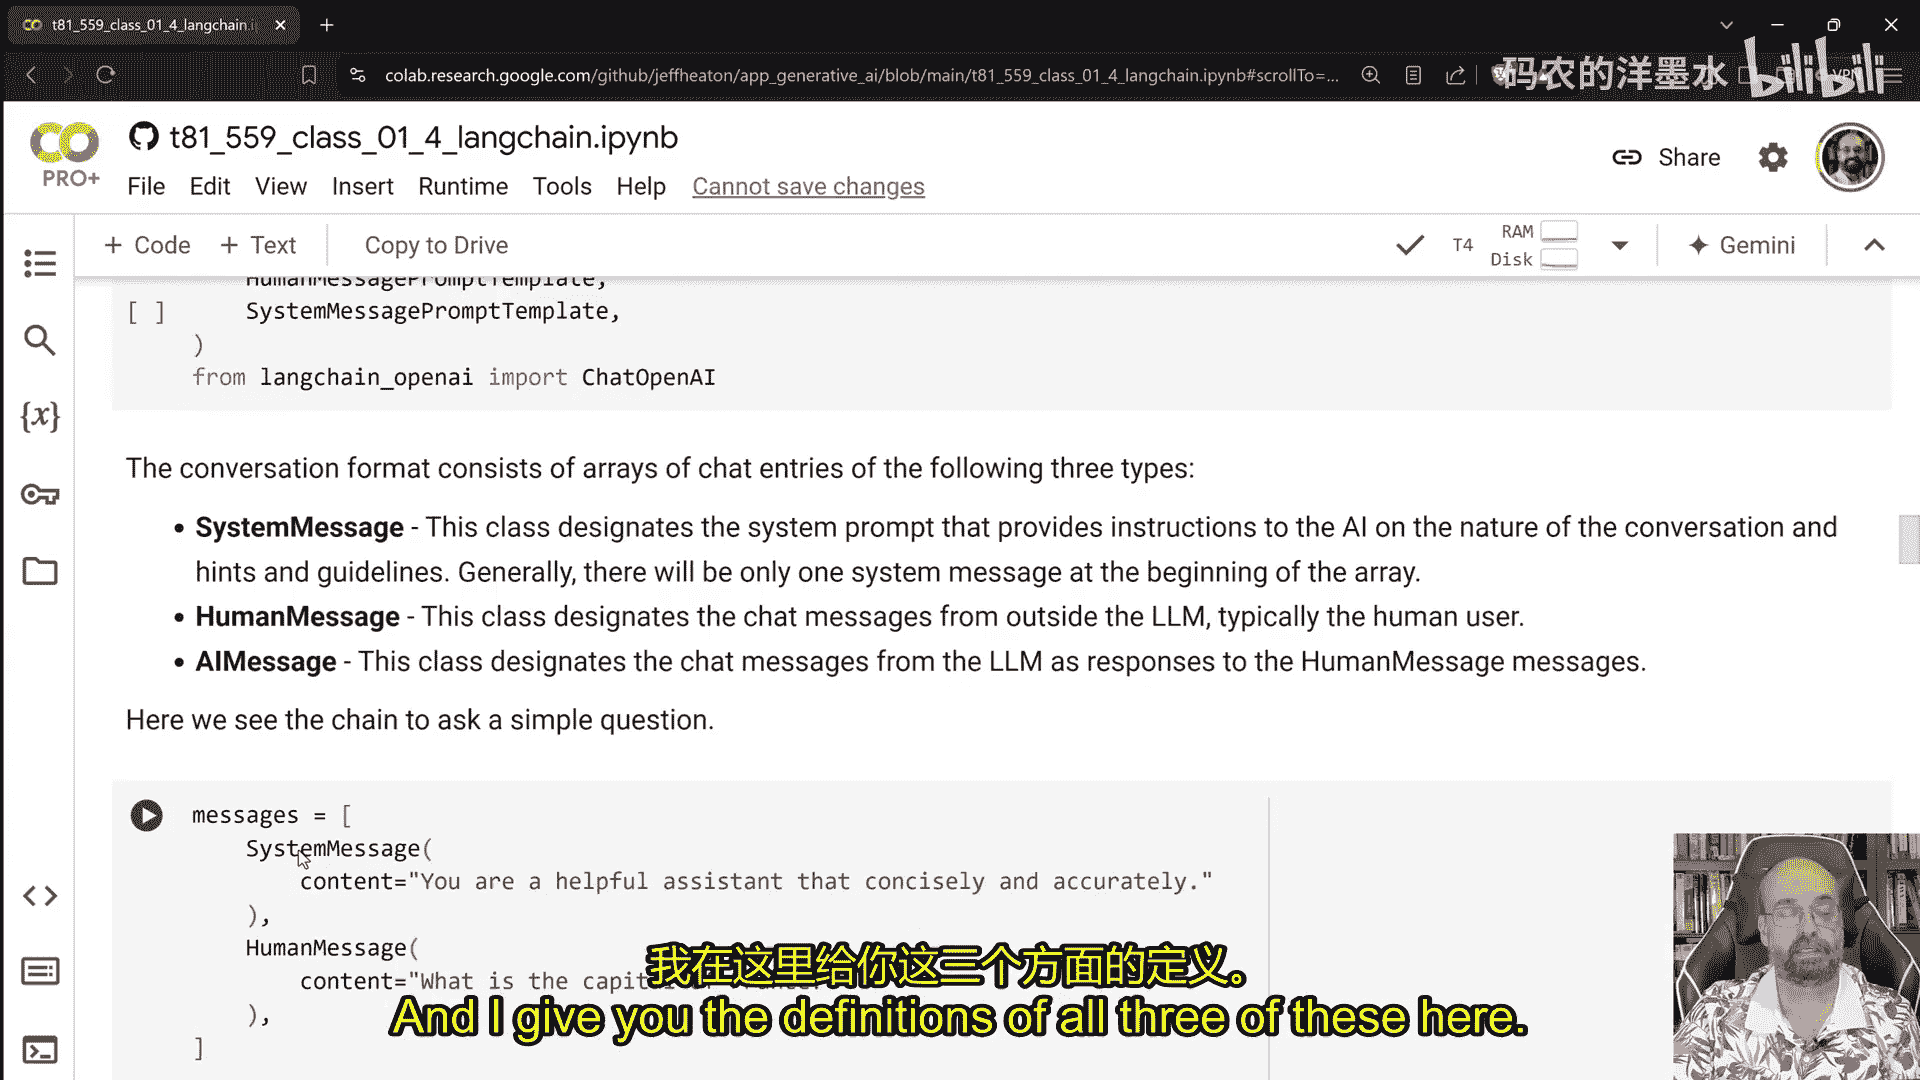 t81_559_class_01_4_langchain.i
colab.research.google.com/github/jeffheaton/app_generative_ai/blob/main/t81_559_class_01_4_langchain.ipynb#scrollTo=...
码农的洋墨水 bilibili
VPN
t81_559_class_01_4_langchain.ipynb
PRO+
File Edit View Insert Runtime Tools Help Cannot save changes
Share
+ Code + Text Copy to Drive
T4 RAM Disk Gemini
HumanMessagePromptTemplate,
[ ] SystemMessagePromptTemplate,
)
from langchain_openai import ChatOpenAI
The conversation format consists of arrays of chat entries of the following three types:
• SystemMessage - This class designates the system prompt that provides instructions to the AI on the nature of the conversation and
hints and guidelines. Generally, there will be only one system message at the beginning of the array.
• HumanMessage - This class designates the chat messages from outside the LLM, typically the human user.
• AIMessage - This class designates the chat messages from the LLM as responses to the HumanMessage messages.
Here we see the chain to ask a simple question.
messages = [
SystemMessage(
content="You are a helpful assistant that concisely and accurately."
),
HumanMessage(
content="What is the capit
),
]
我在这里给你这三个方面的定义。
And I give you the definitions of all three of these here.